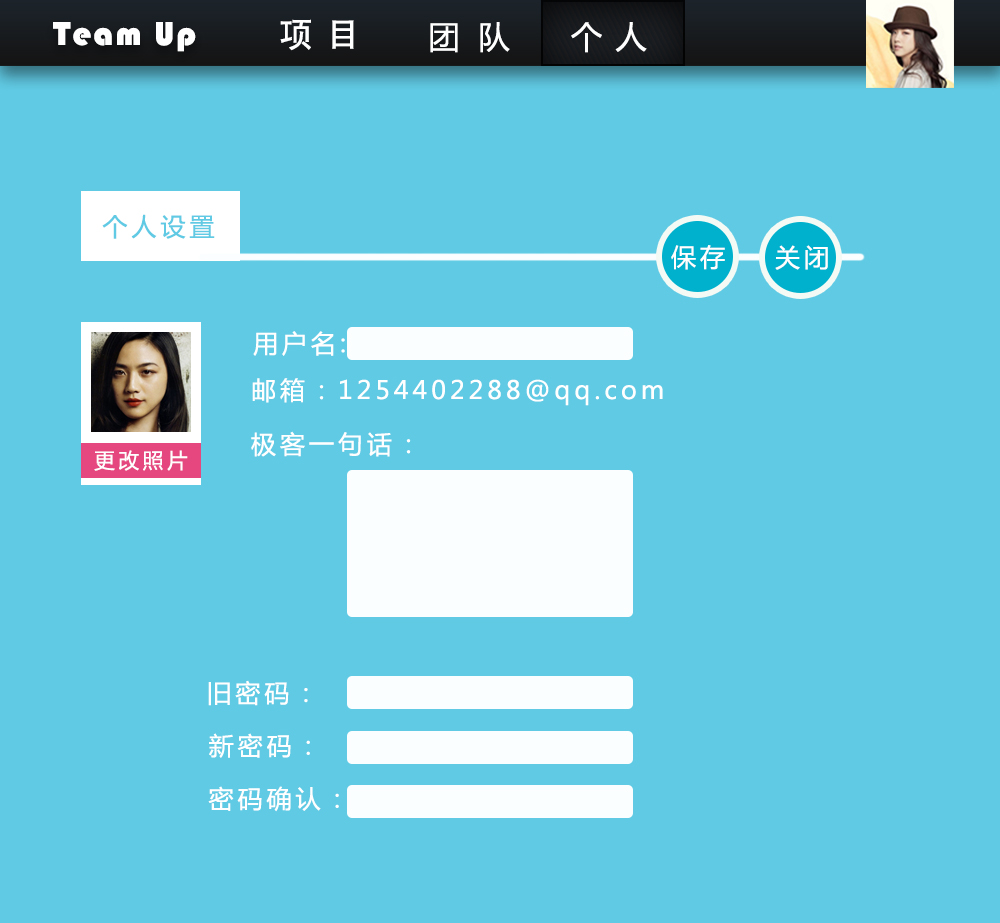 Team Up 项目 团队 个人
个人设置 保存 关闭
用户名:
邮箱：1254402288@qq.com
极客一句话：
更改照片
旧密码：
新密码：
密码确认：